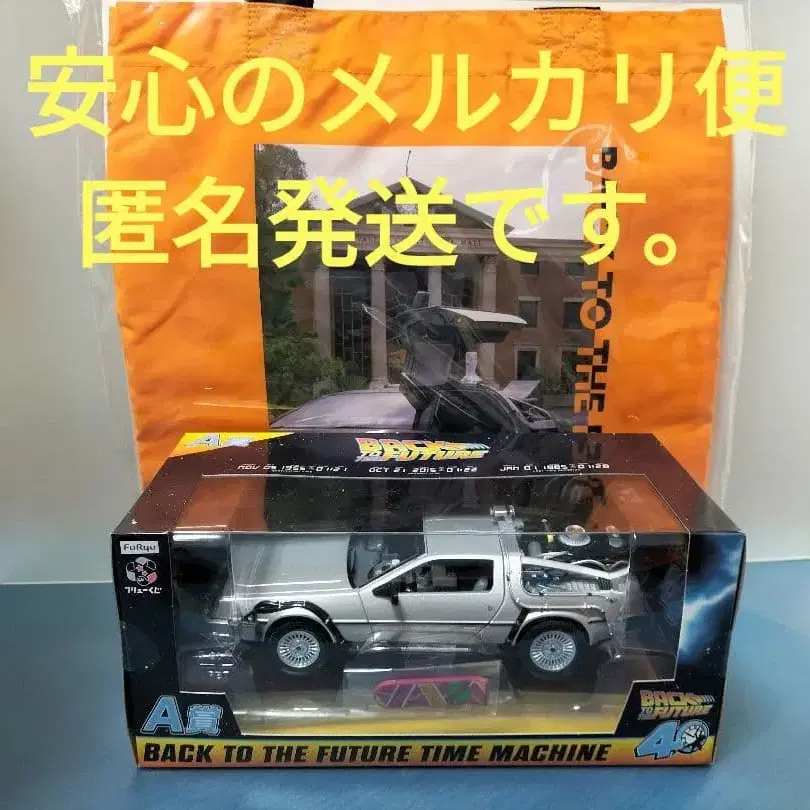 安心のメルカリ便
匿名発送です。
BACK TO THE
A賞
BACK TO THE FUTURE
FuRyu
フリューくじ
A賞
BACK TO THE FUTURE
40
BACK TO THE FUTURE TIME MACHINE